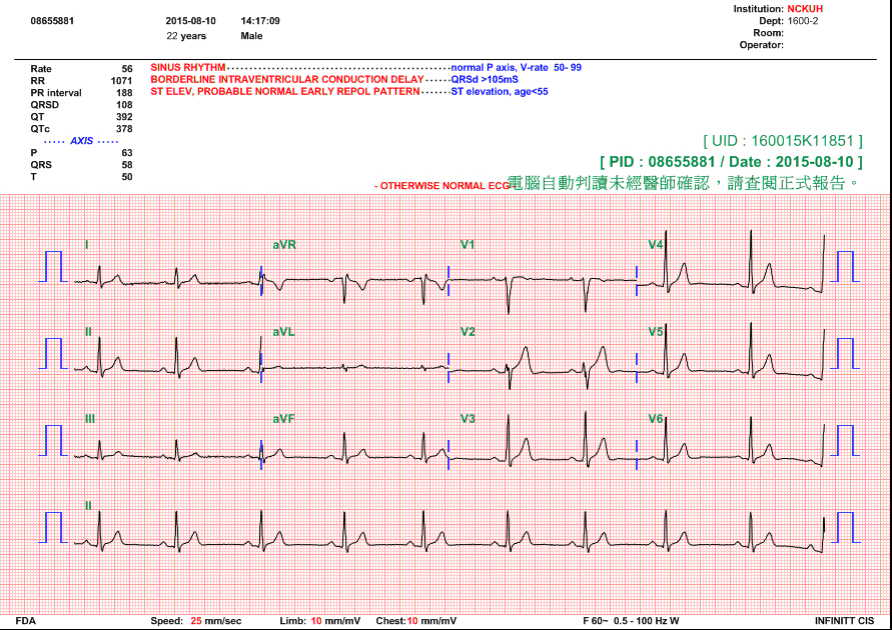 Institution: NCKUH
08655881 2015-08-10 14:17:09 Dept: 1600-2
22 years Male Room:
Operator:
Rate 56 SINUS RHYTHM normal P axis, V-rate 50- 99
RR 1071 BORDERLINE INTRAVENTRICULAR CONDUCTION DELAY QRSd >105mS
PR interval 188 ST ELEV, PROBABLE NORMAL EARLY REPOL PATTERN ST elevation, age<55
QRSD 108
QT 392
QTc 378
----- AXIS -----
P 63
QRS 58
T 50
[ UID : 160015K11851 ]
[ PID : 08655881 / Date : 2015-08-10 ]
- OTHERWISE NORMAL ECG
電腦自動判讀未經醫師確認，請查閱正式報告。
I aVR V1 V4
II aVL V2 V5
III aVF V3 V6
II
FDA Speed: 25 mm/sec Limb: 10 mm/mV Chest:10 mm/mV F 60~ 0.5 - 100 Hz W INFINITT CIS